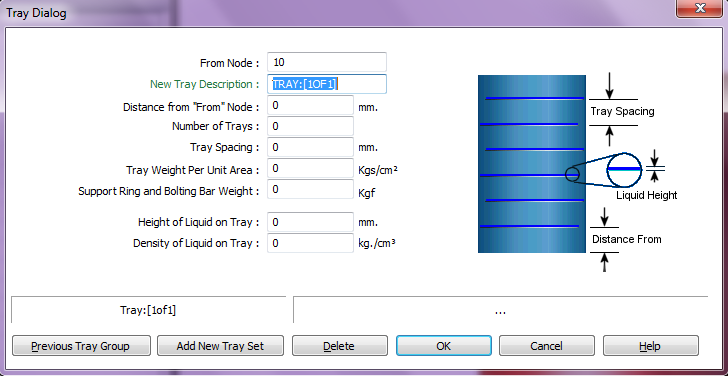 Tray Dialog
From Node : 10
New Tray Description : TRAY:[1OF1]
Distance from "From" Node : 0 mm.
Number of Trays : 0
Tray Spacing : 0 mm.
Tray Weight Per Unit Area : 0 Kgs/cm²
Support Ring and Bolting Bar Weight : 0 Kgf
Height of Liquid on Tray : 0 mm.
Density of Liquid on Tray : 0 kg./cm³
Tray Spacing
Liquid Height
Distance From
Tray:[1of1] ...
Previous Tray Group Add New Tray Set Delete OK Cancel Help